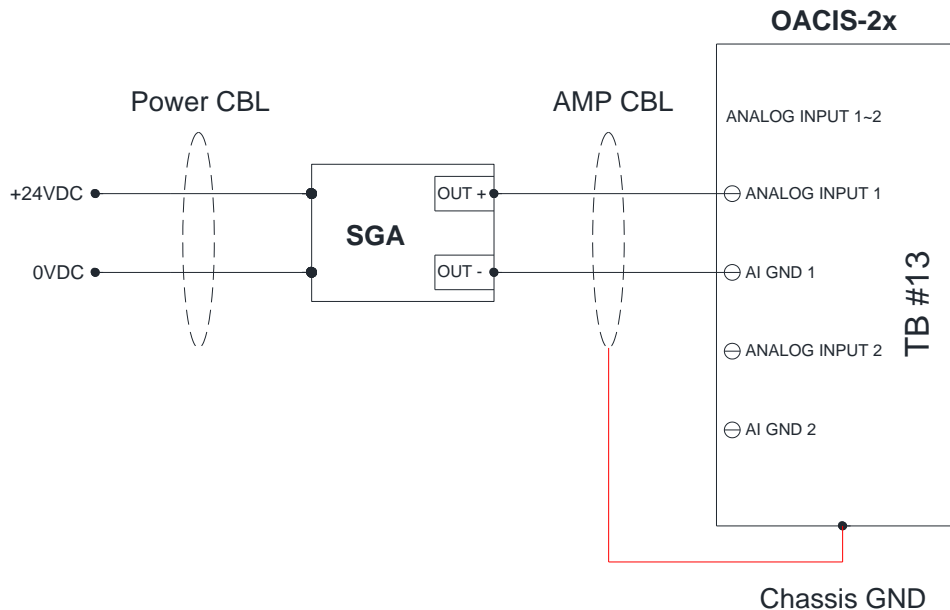 OACIS-2x
Power CBL
AMP CBL
ANALOG INPUT 1~2
+24VDC
OUT +
ANALOG INPUT 1
SGA
0VDC
OUT -
AI GND 1
TB #13
ANALOG INPUT 2
AI GND 2
Chassis GND